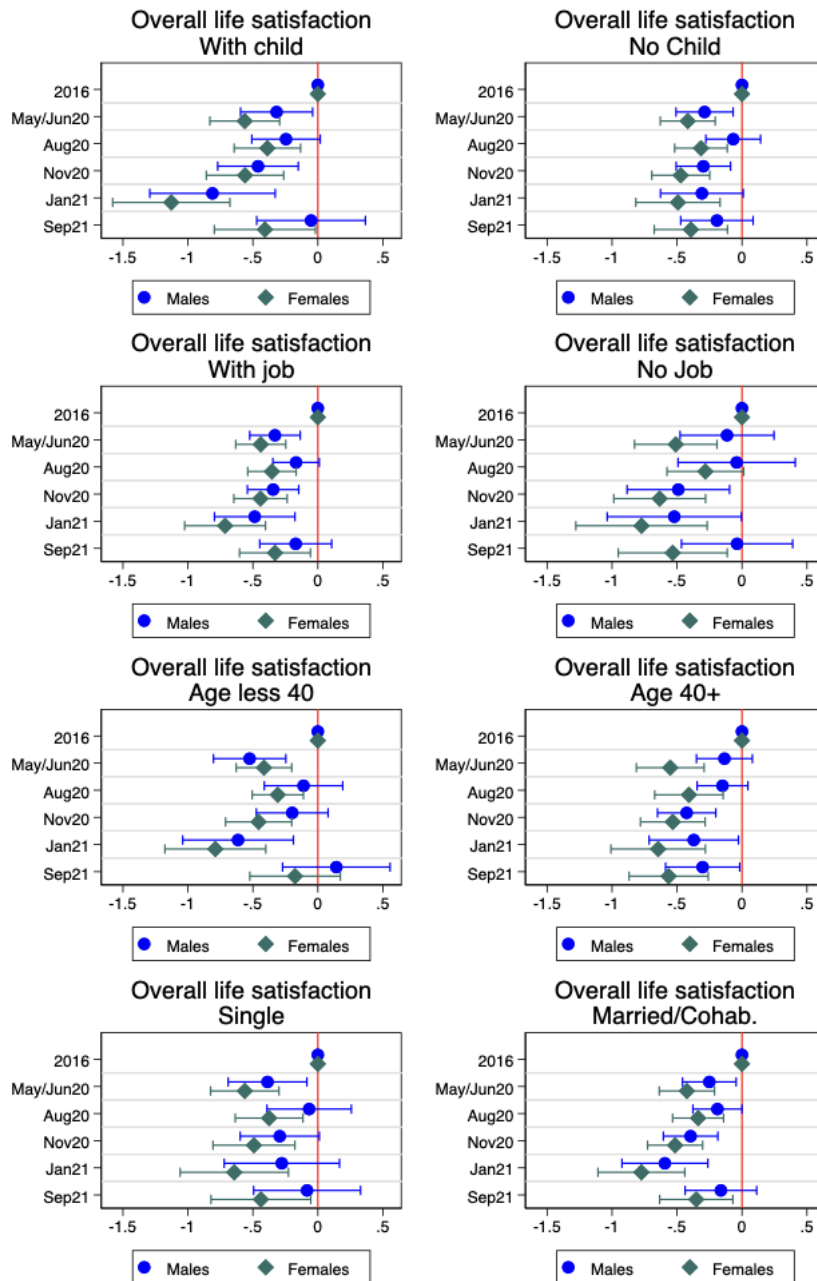 Overall life satisfaction
With child
2016
May/Jun20
Aug20
Nov20
Jan21
Sep21
-1.5 -1 -.5 0 .5
Males Females
Overall life satisfaction
No Child
2016
May/Jun20
Aug20
Nov20
Jan21
Sep21
-1.5 -1 -.5 0 .5
Males Females
Overall life satisfaction
With job
2016
May/Jun20
Aug20
Nov20
Jan21
Sep21
-1.5 -1 -.5 0 .5
Males Females
Overall life satisfaction
No Job
2016
May/Jun20
Aug20
Nov20
Jan21
Sep21
-1.5 -1 -.5 0 .5
Males Females
Overall life satisfaction
Age less 40
2016
May/Jun20
Aug20
Nov20
Jan21
Sep21
-1.5 -1 -.5 0 .5
Males Females
Overall life satisfaction
Age 40+
2016
May/Jun20
Aug20
Nov20
Jan21
Sep21
-1.5 -1 -.5 0 .5
Males Females
Overall life satisfaction
Single
2016
May/Jun20
Aug20
Nov20
Jan21
Sep21
-1.5 -1 -.5 0 .5
Males Females
Overall life satisfaction
Married/Cohab.
2016
May/Jun20
Aug20
Nov20
Jan21
Sep21
-1.5 -1 -.5 0 .5
Males Females